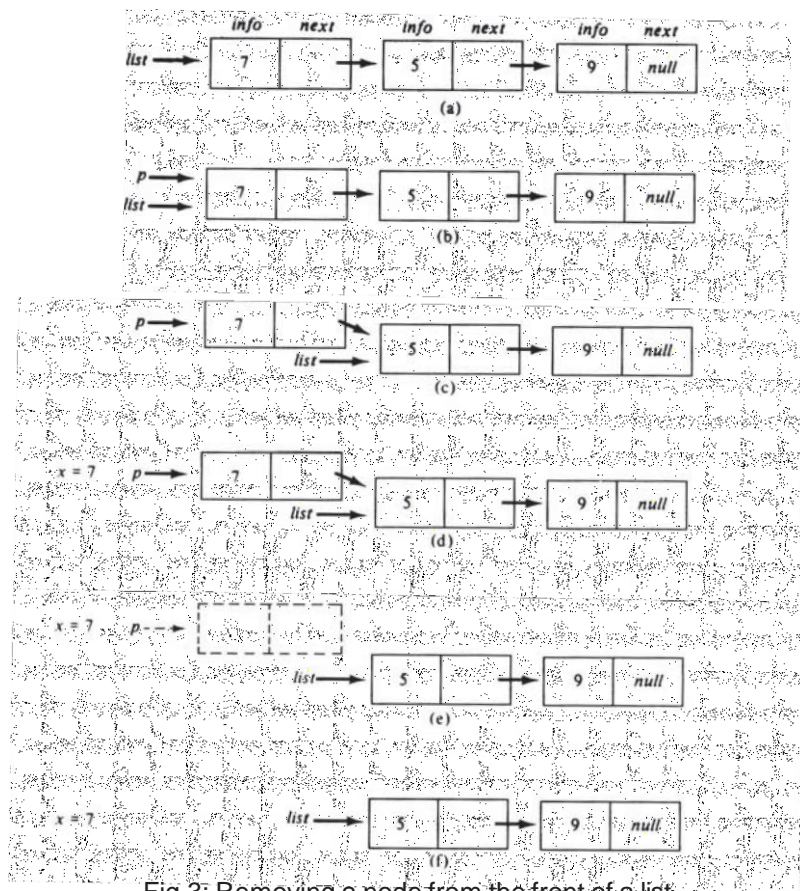 info next info next info next
list 7 5 9 null
(a)
p
list 7 5 9 null
(b)
p 7
list 5 9 null
(c)
x = 7 p 7
list 5 9 null
(d)
x = 7 p
list 5 9 null
(e)
x = 7 list 5 9 null
(f)
Fig 3: Removing a node from the front of a list